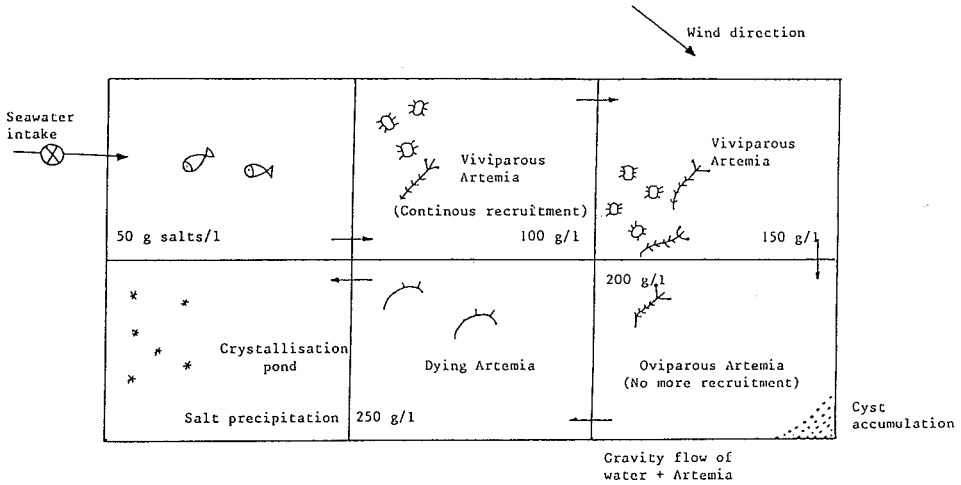 Wind direction
Seawater
intake
Viviparous
Artemia
(Continous recruitment)
Viviparous
Artemia
50 g salts/l
100 g/l
150 g/l
200 g/l
Crystallisation
pond
Dying Artemia
Oviparous Artemia
(No more recruitment)
Salt precipitation
250 g/l
Cyst
accumulation
Gravity flow of
water + Artemia